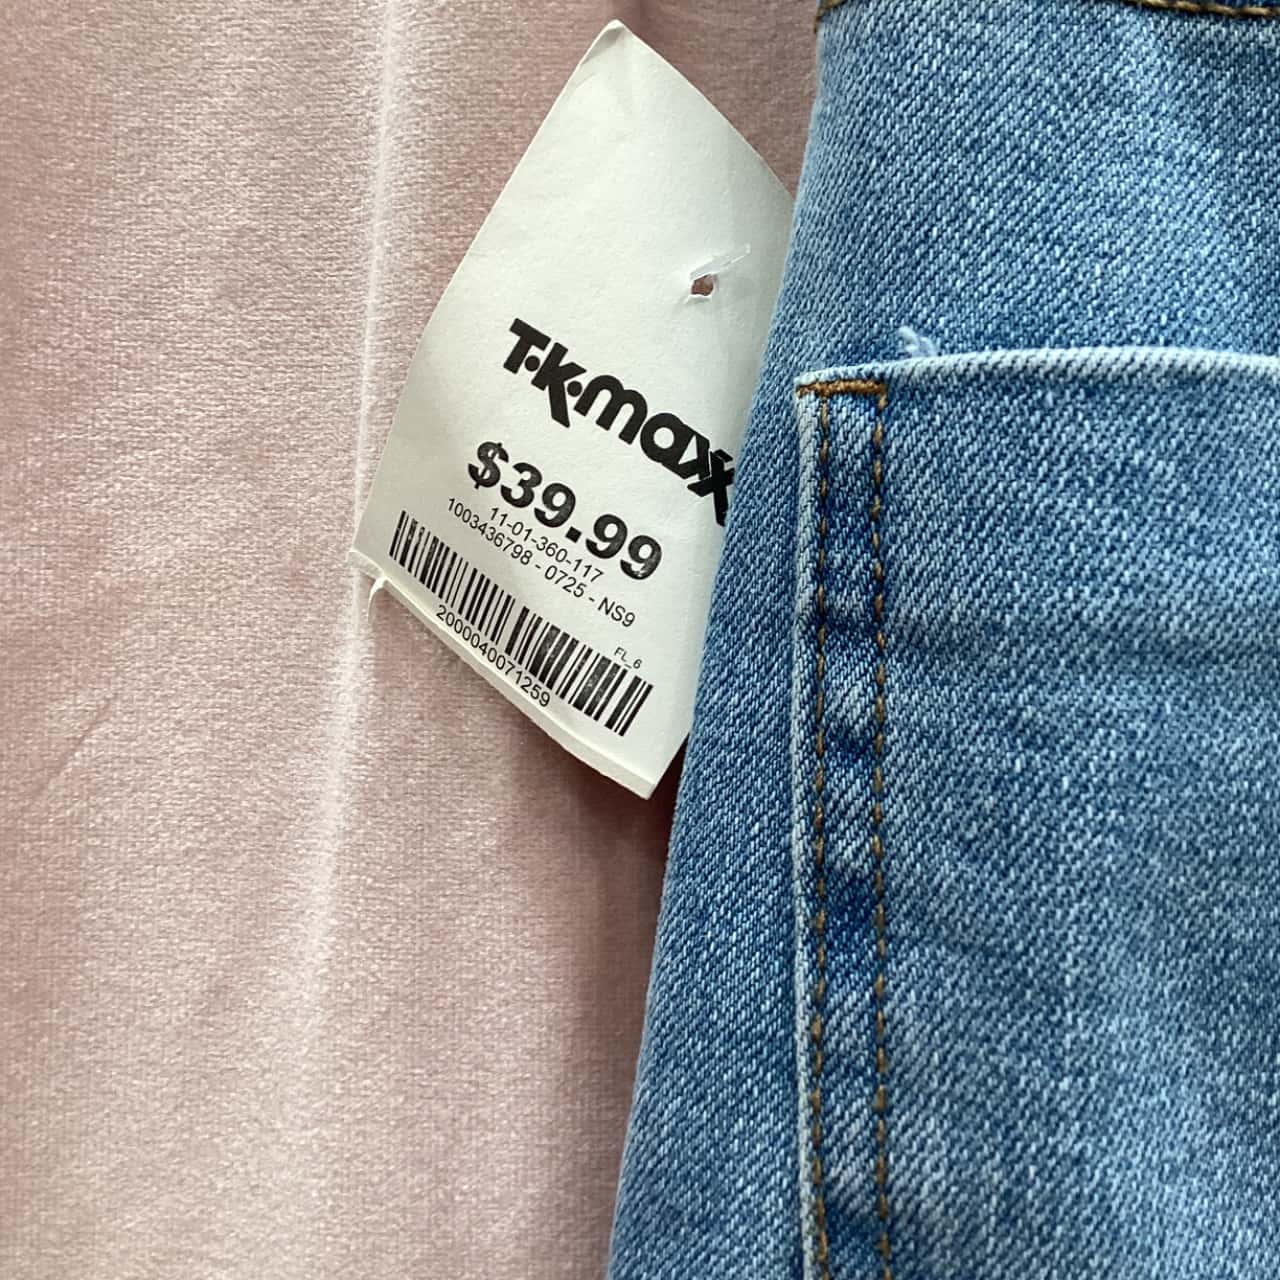 T·K·maxx
$39.99
11-01-360-117
1003436798 - 0725 - NS9
FL_6
2000040071259